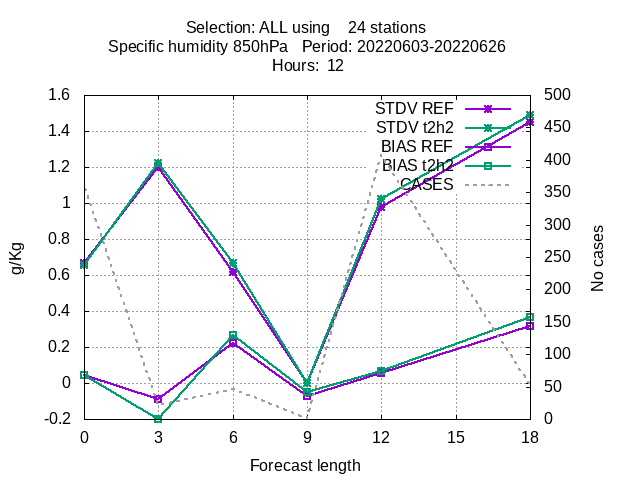 Selection: ALL using 24 stations
Specific humidity 850hPa Period: 20220603-20220626
Hours: 12
1.6
1.4
1.2
1
0.8
0.6
0.4
0.2
0
-0.2
g/Kg
STDV REF
STDV t2h2
BIAS REF
BIAS t2h2
CASES
500
450
400
350
300
250
200
150
100
50
0
No cases
0 3 6 9 12 15 18
Forecast length